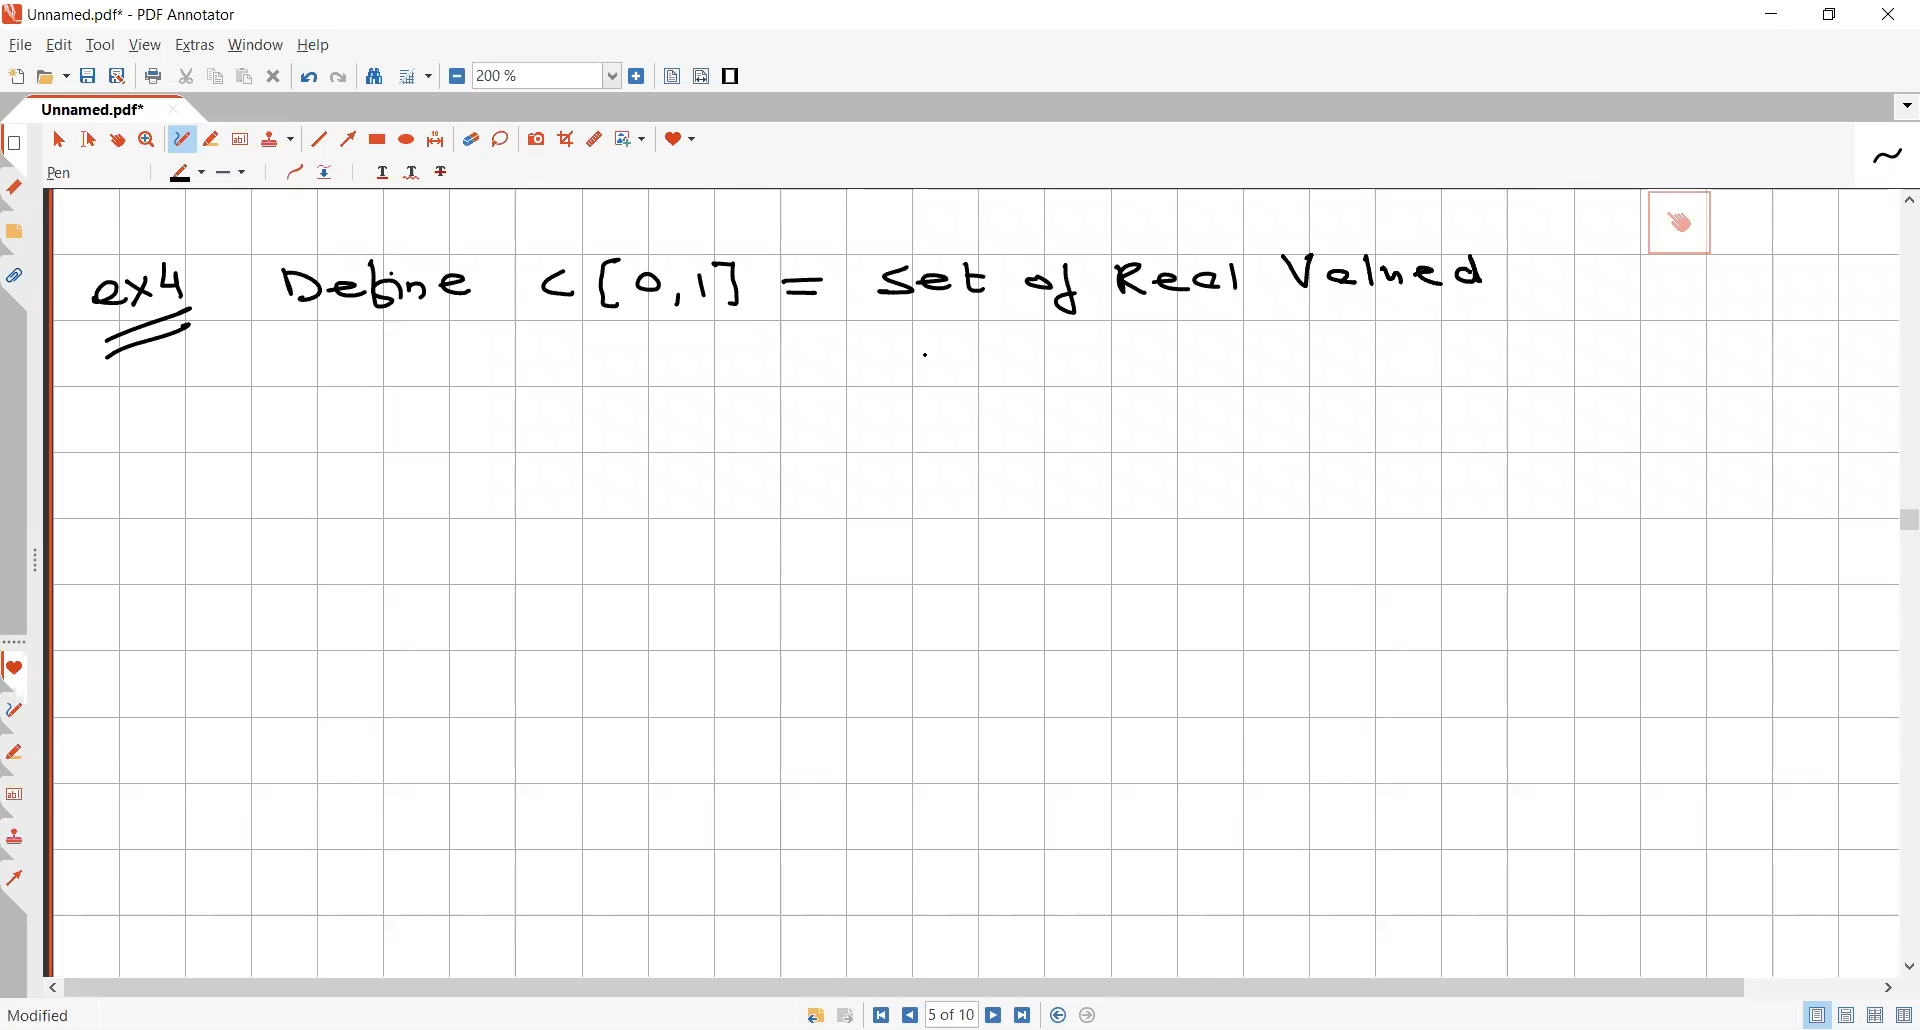 Unnamed.pdf* - PDF Annotator
File Edit Tool View Extras Window Help
200 %
Unnamed.pdf*
Pen
ex4 Define C [0,1] = set of Real Valued
Modified
5 of 10